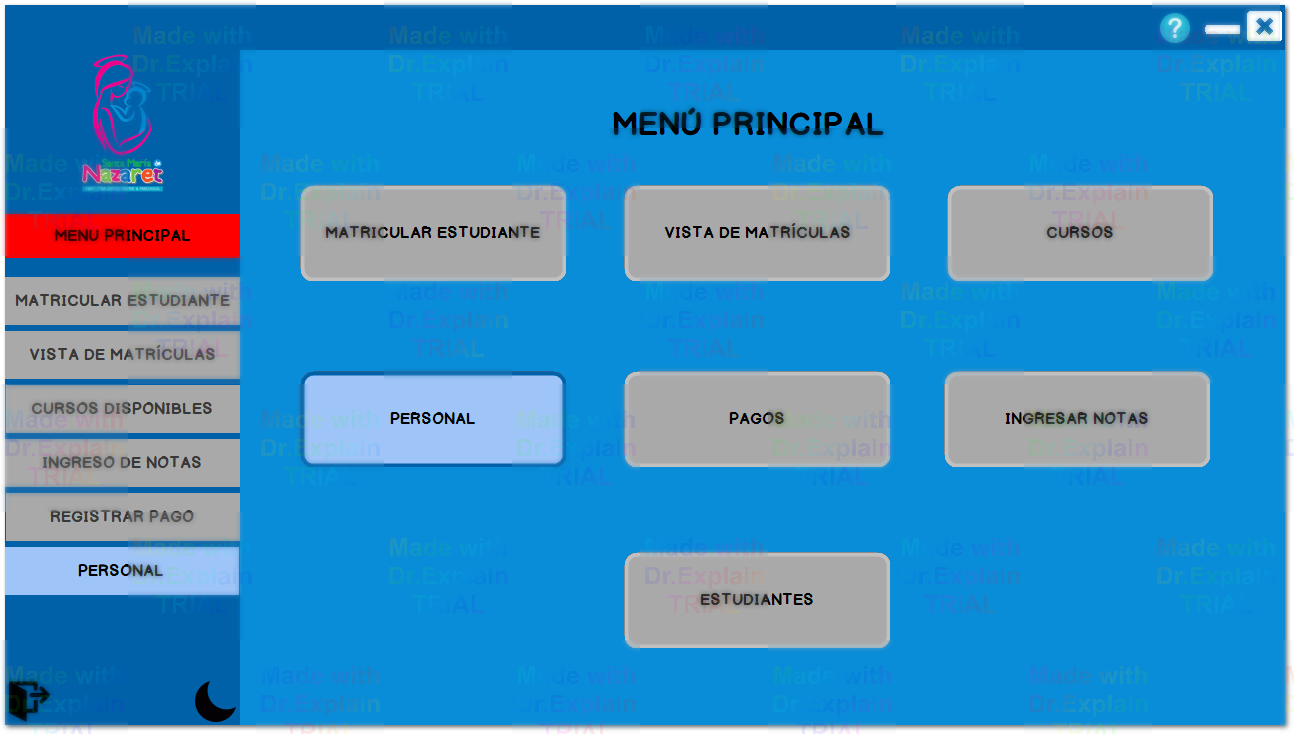 ?
Santa María de
Nazaret
MENÚ PRINCIPAL
MENU PRINCIPAL
MATRICULAR ESTUDIANTE
VISTA DE MATRÍCULAS
CURSOS DISPONIBLES
INGRESO DE NOTAS
REGISTRAR PAGO
PERSONAL
MATRICULAR ESTUDIANTE
VISTA DE MATRÍCULAS
CURSOS
PERSONAL
PAGOS
INGRESAR NOTAS
ESTUDIANTES
Made with
Dr.Explain
TRIAL